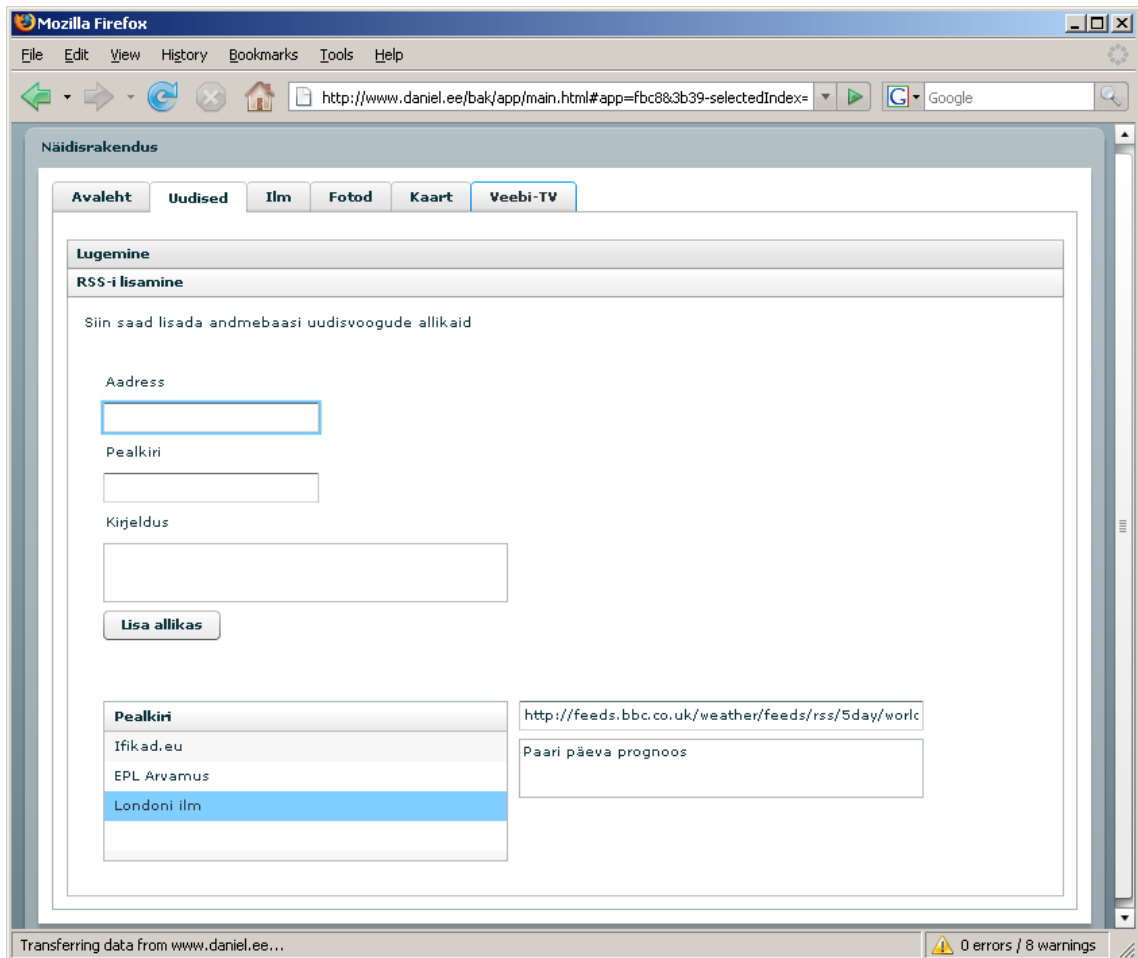 Mozilla Firefox
File Edit View History Bookmarks Tools Help
http://www.daniel.ee/bak/app/main.html#app=fbc8&3b39-selectedIndex=
G Google
Näidisrakendus
Avaleht Uudised Ilm Fotod Kaart Veebi-TV
Lugemine
RSS-i lisamine
Siin saad lisada andmebaasi uudisvoogude allikaid
Aadress
Pealkiri
Kirjeldus
Lisa allikas
Pealkiri
http://feeds.bbc.co.uk/weather/feeds/rss/5day/world
Ifikad.eu
Paari päeva prognoos
EPL Arvamus
Londoni ilm
Transferring data from www.daniel.ee...
0 errors / 8 warnings